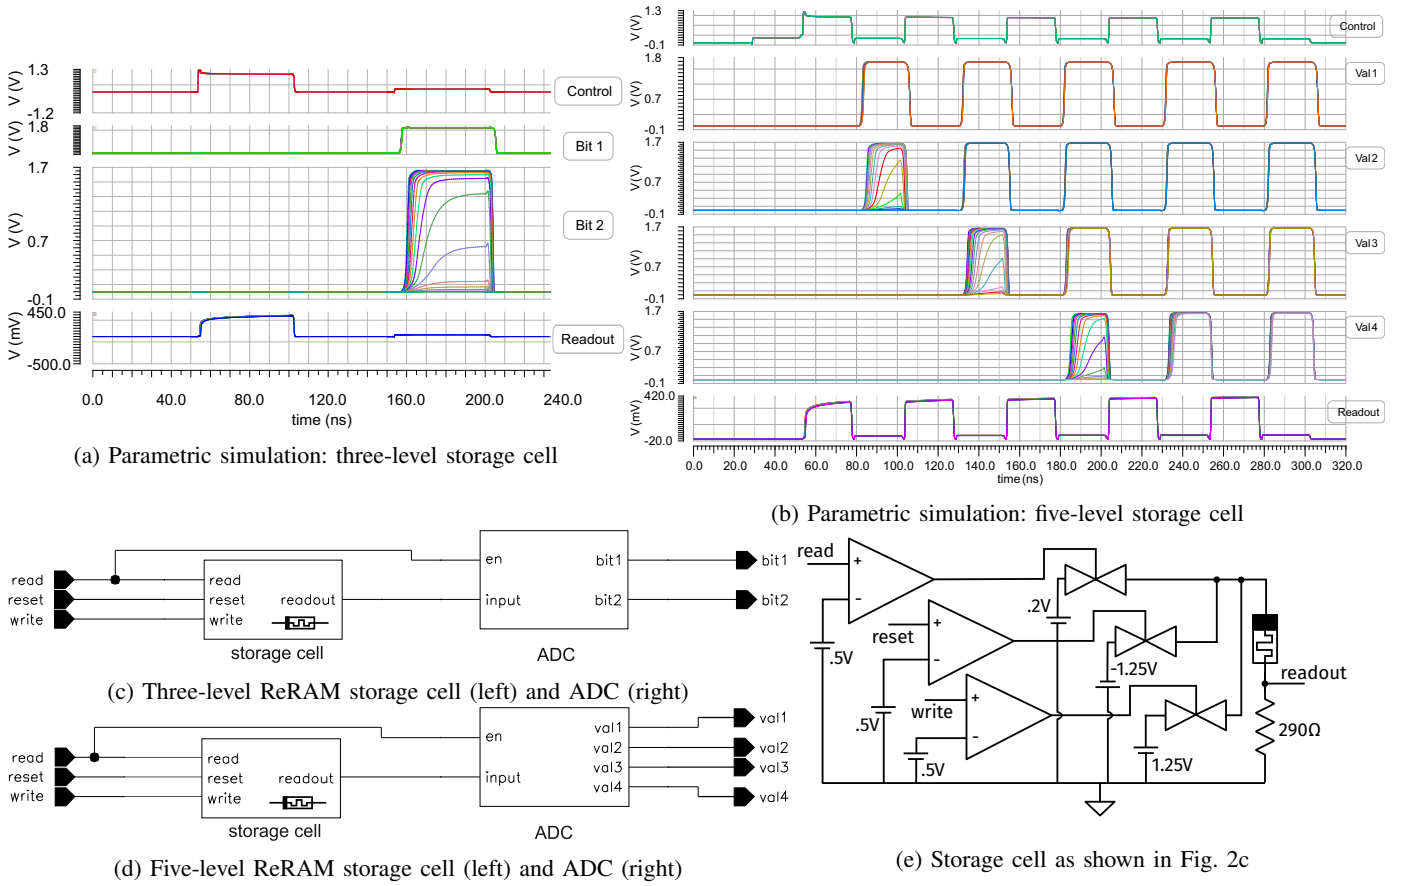 1.3
V (V)
-1.2
Control
1.8
V (V)
Bit 1
1.7
V (V)
0.7
-0.1
Bit 2
450.0
V (mV)
-500.0
Readout
0.0 40.0 80.0 120.0 160.0 200.0 240.0
time (ns)
(a) Parametric simulation: three-level storage cell
1.3
V (V)
-0.1
Control
1.8
V (V)
0.7
-0.1
Val1
1.7
V (V)
0.7
-0.1
Val2
1.7
V (V)
0.7
-0.1
Val3
1.7
V (V)
0.7
-0.1
Val4
420.0
V (mV)
-20.0
Readout
0.0 20.0 40.0 60.0 80.0 100.0 120.0 140.0 160.0 180.0 200.0 220.0 240.0 260.0 280.0 300.0 320.0
time (ns)
(b) Parametric simulation: five-level storage cell
read
reset
write
read
reset readout
write
storage cell
en bit1
input bit2
ADC
bit1
bit2
(c) Three-level ReRAM storage cell (left) and ADC (right)
read
reset
write
read
reset readout
write
storage cell
en
input
val1
val2
val3
val4
ADC
val1
val2
val3
val4
(d) Five-level ReRAM storage cell (left) and ADC (right)
read
+
-
.5V
.2V
reset
+
-
.5V
-1.25V
write
+
-
.5V
1.25V
readout
290Ω
(e) Storage cell as shown in Fig. 2c